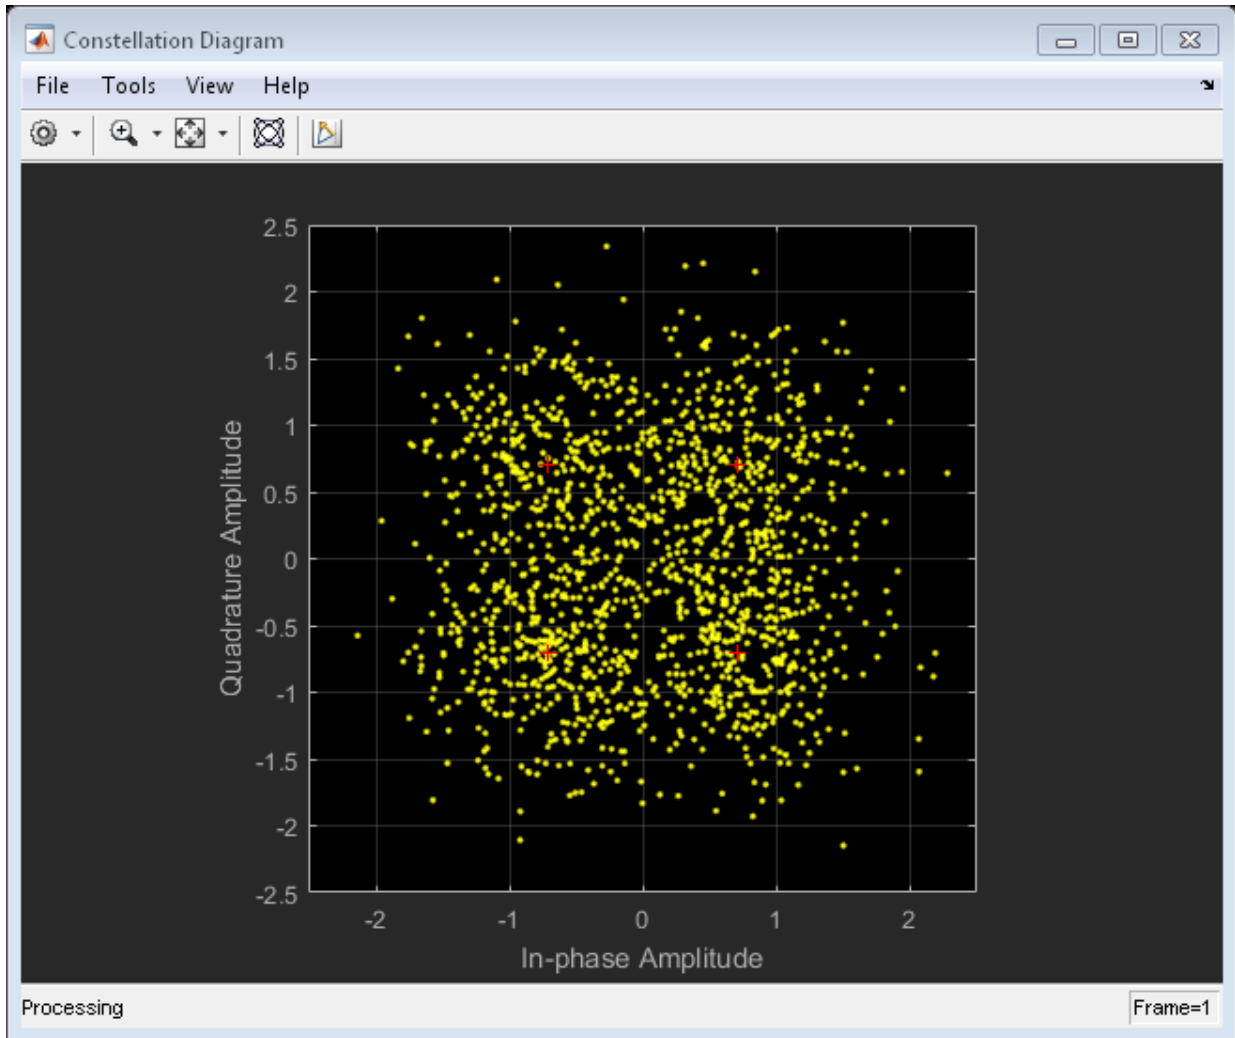 Constellation Diagram
File Tools View Help
2.5
2
1.5
1
0.5
0
-0.5
-1
-1.5
-2
-2.5
Quadrature Amplitude
-2 -1 0 1 2
In-phase Amplitude
Processing Frame=1